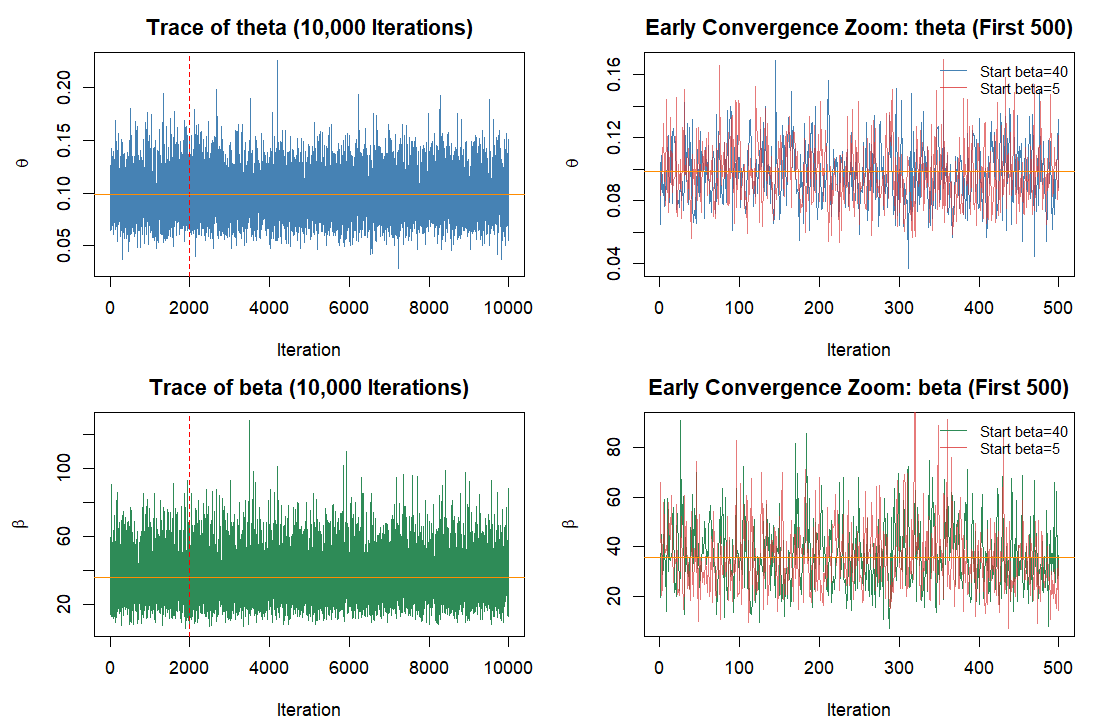 Trace of theta (10,000 Iterations)
θ
0.05 0.10 0.15 0.20
0 2000 4000 6000 8000 10000
Iteration
Early Convergence Zoom: theta (First 500)
Start beta=40
Start beta=5
θ
0.04 0.08 0.12 0.16
0 100 200 300 400 500
Iteration
Trace of beta (10,000 Iterations)
β
20 60 100
0 2000 4000 6000 8000 10000
Iteration
Early Convergence Zoom: beta (First 500)
Start beta=40
Start beta=5
β
20 40 60 80
0 100 200 300 400 500
Iteration